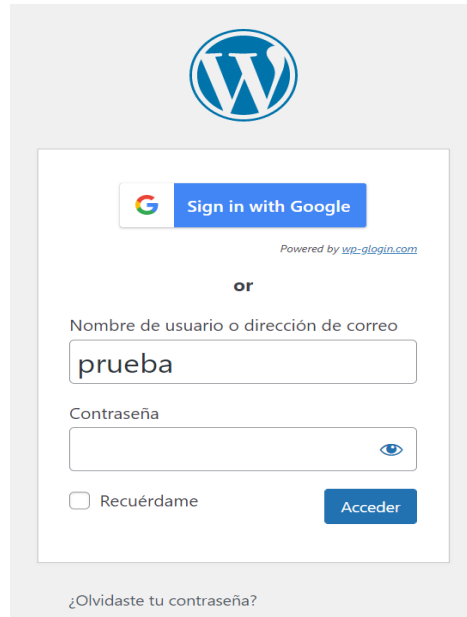 Sign in with Google
Powered by wp-glogin.com
or
Nombre de usuario o dirección de correo
prueba
Contraseña
Recuérdame
Acceder
¿Olvidaste tu contraseña?